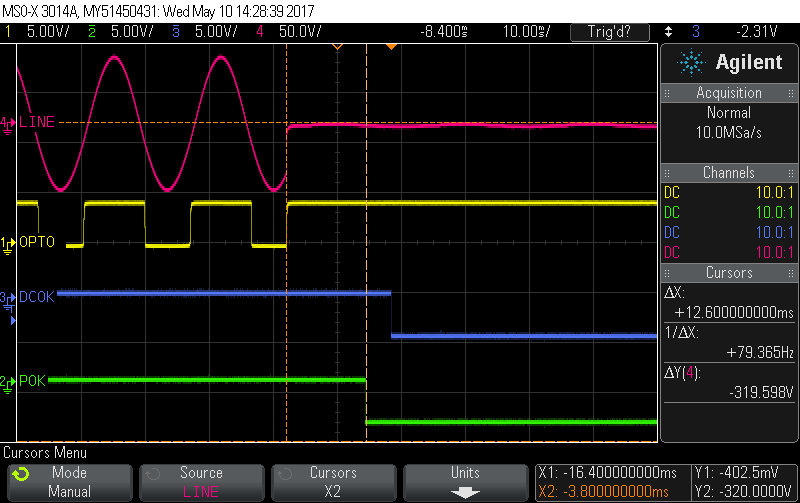 MSO-X 3014A, MY51450431: Wed May 10 14:28:39 2017
1 5.00V/ 2 5.00V/ 3 5.00V/ 4 50.0V/ -8.400ms 10.00ms/ Trig'd? 3 -2.31V
Agilent
Acquisition
Normal
10.0MSa/s
Channels
DC 10.0:1
DC 10.0:1
DC 10.0:1
DC 10.0:1
Cursors
ΔX:
+12.600000000ms
1/ΔX:
+79.365Hz
ΔY(4):
-319.598V
4 LINE
1 OPTO
3 DCOK
2 POK
Cursors Menu
Mode
Manual
Source
LINE
Cursors
X2
Units
X1: -16.400000000ms
X2: -3.800000000ms
Y1: -402.5mV
Y2: -320.0000V